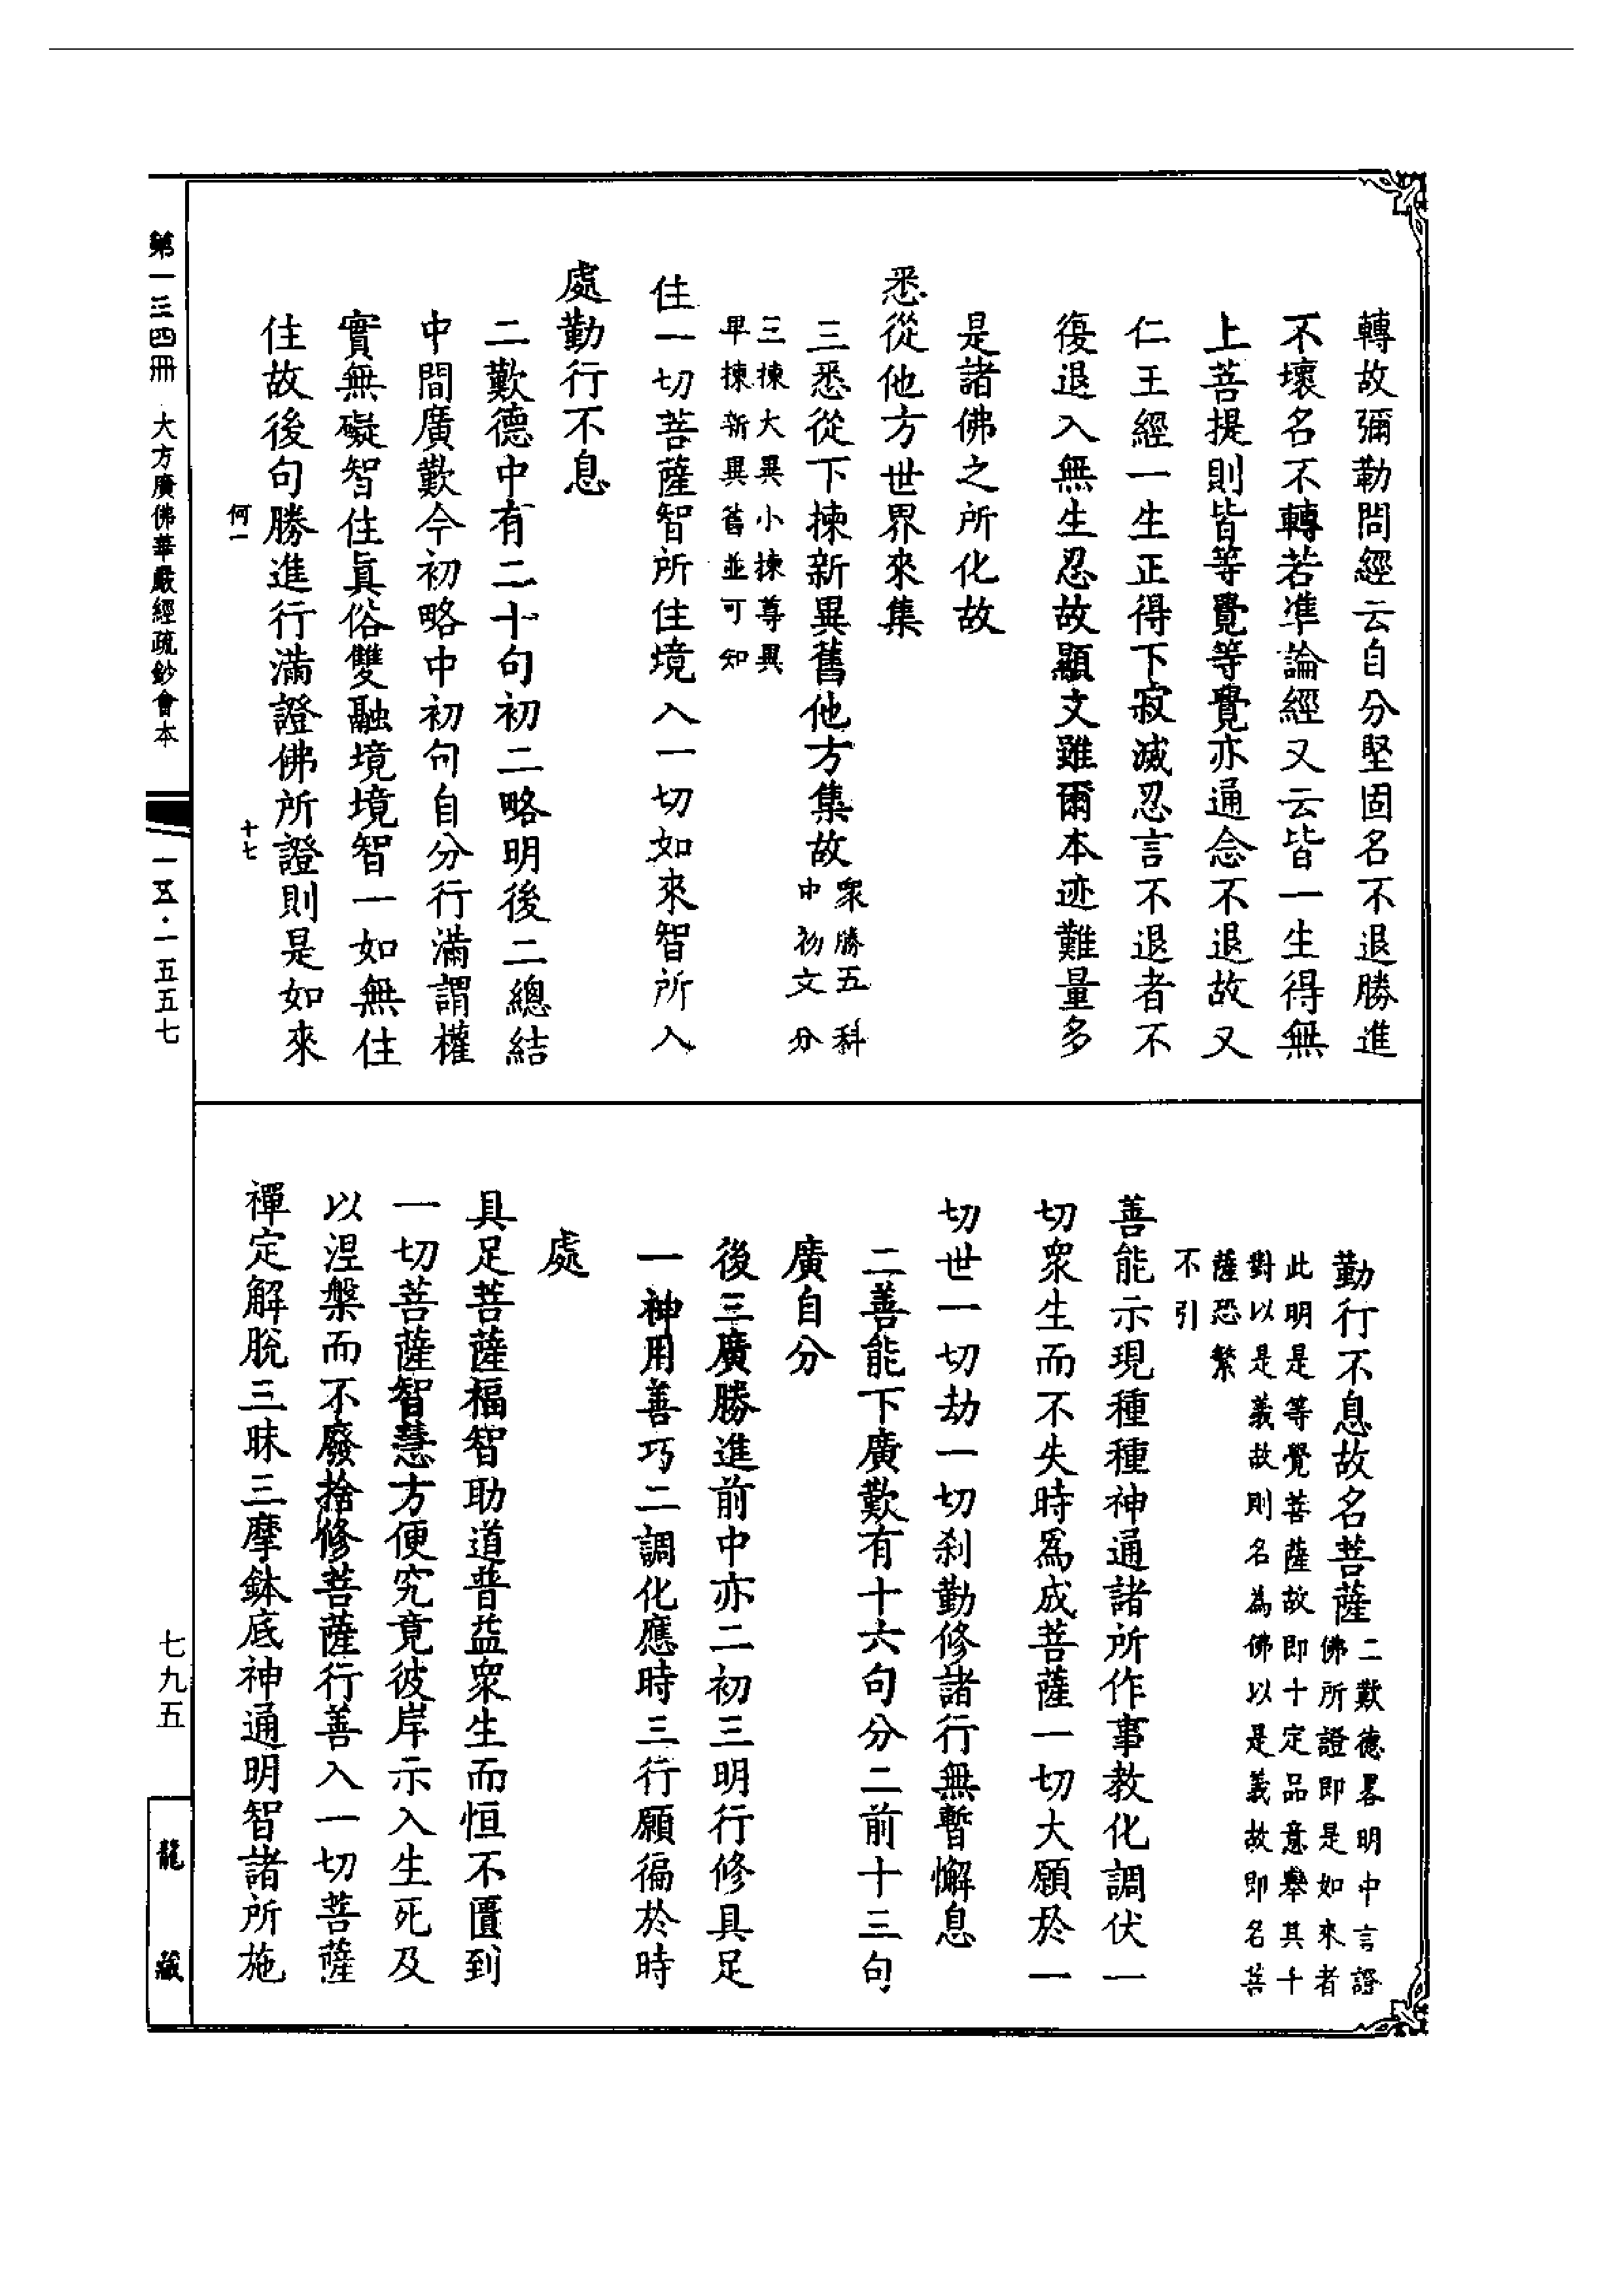 轉故彌勒問經云自分堅固名不退勝進
不壞名不轉若準論經又云皆一生得無
上菩提則皆等覺等覺亦通念不退故又
仁王經一生正得下寂滅忍言不退者不
復退入無生忍故顯文雖爾本迹難量多
是諸佛之所化故
悉從他方世界來集
三悉從下揀新異舊他方集故
衆勝五科
中初文分
三揀大異小揀尊異
卑揀新異舊並可知
住一切菩薩智所住境入一切如來智所入
處勤行不息
二歎德中有二十句初二略明後二總結
中間廣歎今初略中初句自分行滿謂權
實無礙智住眞俗雙融境境智一如無住
住故後句勝進行滿證佛所證則是如來
何一
十七
勤行不息故名菩薩
二歎德畧明中言證
佛所證即是如來者
此明是等覺菩薩故即十定品意舉其十
對以是義故則名為佛以是義故即名菩
薩恐繁
不引
善能示現種種神通諸所作事教化調伏一
切衆生而不失時爲成菩薩一切大願於一
切世一切劫一切刹勤修諸行無暫懈息
二善能下廣歎有十六句分二前十三句
廣自分
後三廣勝進前中亦二初三明行修具足
一神用善巧二調化應時三行願徧於時
處
具足菩薩福智助道普益衆生而恒不匱到
一切菩薩智慧方便究竟彼岸示入生死及
以涅槃而不廢捨修菩薩行善入一切菩薩
禪定解脫三昧三摩鉢底神通明智諸所施
第一三四冊 大方廣佛華嚴經疏鈔會本
一五·一五五七
七九五
龍藏